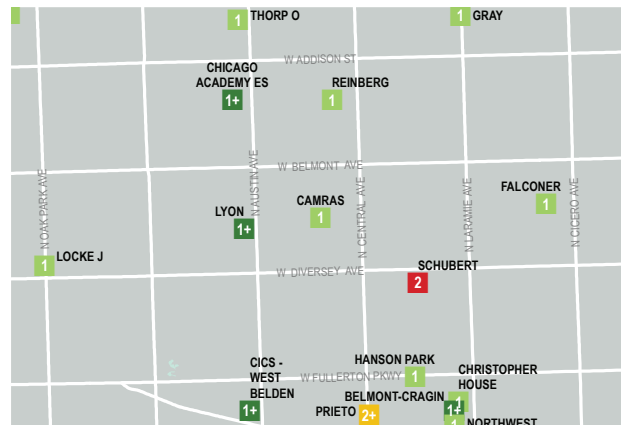 1 THORP O
1 GRAY
W ADDISON ST
CHICAGO
ACADEMY ES
1+
REINBERG
1
W BELMONT AVE
N OAK PARK AVE
N AUSTIN AVE
N CENTRAL AVE
N LARAMIE AVE
N CICERO AVE
FALCONER
1
CAMRAS
1
LYON
1+
LOCKE J
1
W DIVERSEY AVE
SCHUBERT
2
W FULLERTON PKWY
HANSON PARK
1
CICS -
WEST
BELDEN
1+
CHRISTOPHER
HOUSE
1
BELMONT-CRAGIN
1+
PRIETO
2+
1
NORTHWEST